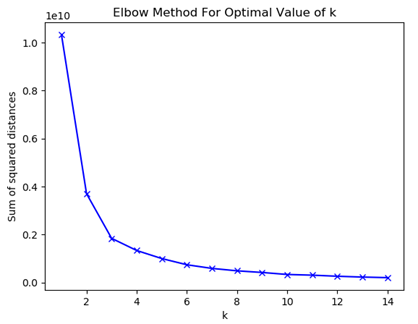 Elbow Method For Optimal Value of k
1e10
1.0
0.8
0.6
0.4
0.2
0.0
Sum of squared distances
2 4 6 8 10 12 14
k